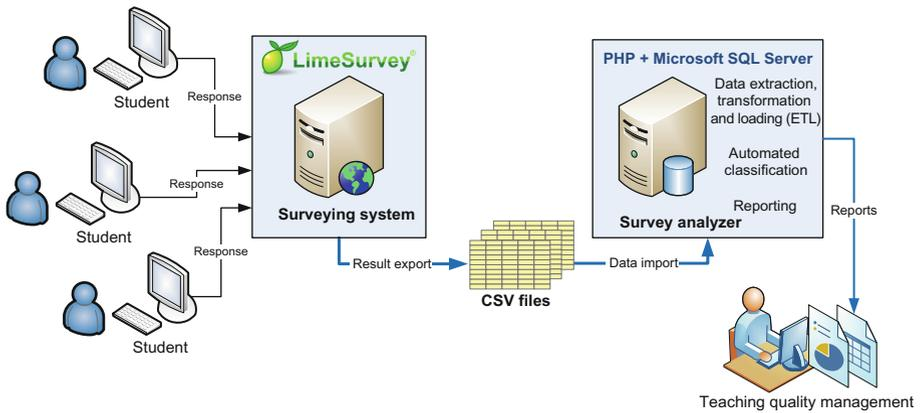 Student
Response
Student
Response
Student
Response
LimeSurvey®
Surveying system
Result export
CSV files
Data import
PHP + Microsoft SQL Server
Data extraction,
transformation
and loading (ETL)
Automated
classification
Reporting
Survey analyzer
Reports
Teaching quality management